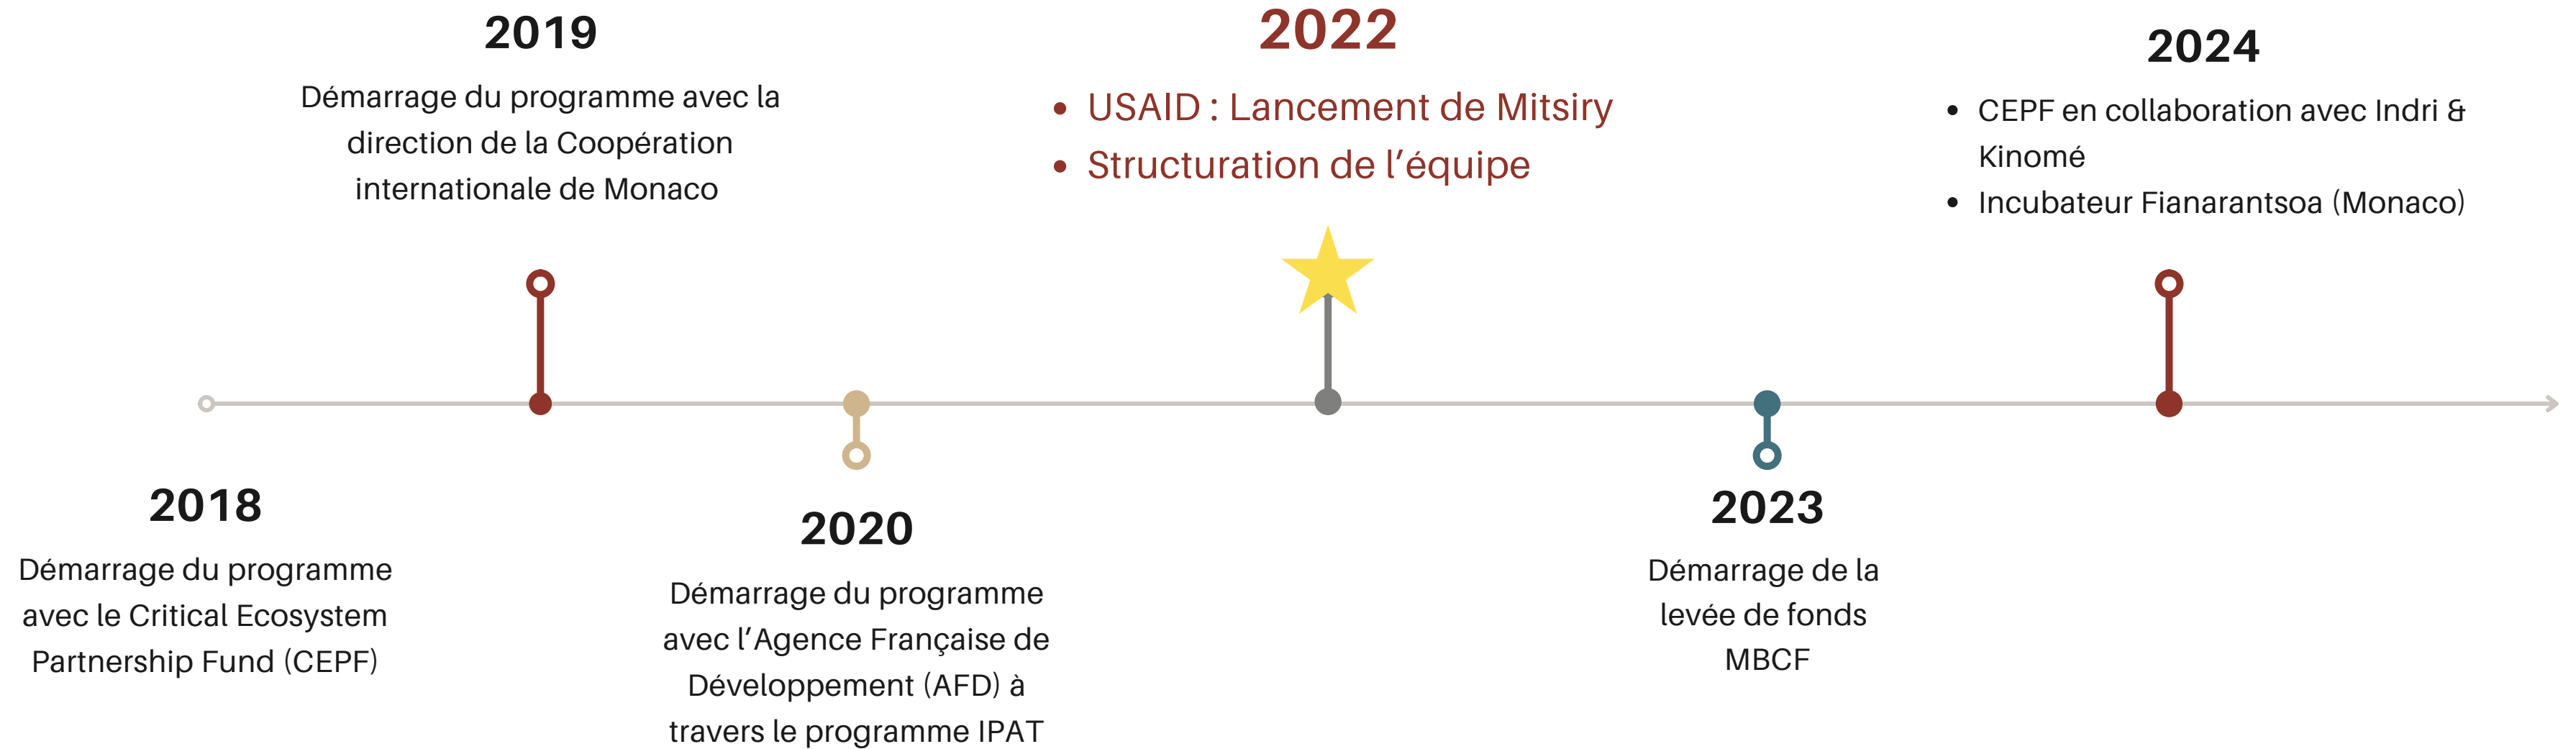 2018
Démarrage du programme
avec le Critical Ecosystem
Partnership Fund (CEPF)
2019
Démarrage du programme avec la
direction de la Coopération
internationale de Monaco
2020
Démarrage du programme
avec l’Agence Française de
Développement (AFD) à
travers le programme IPAT
2022
• USAID : Lancement de Mitsiry
• Structuration de l’équipe
2023
Démarrage de la
levée de fonds
MBCF
2024
• CEPF en collaboration avec Indri &
Kinomé
• Incubateur Fianarantsoa (Monaco)